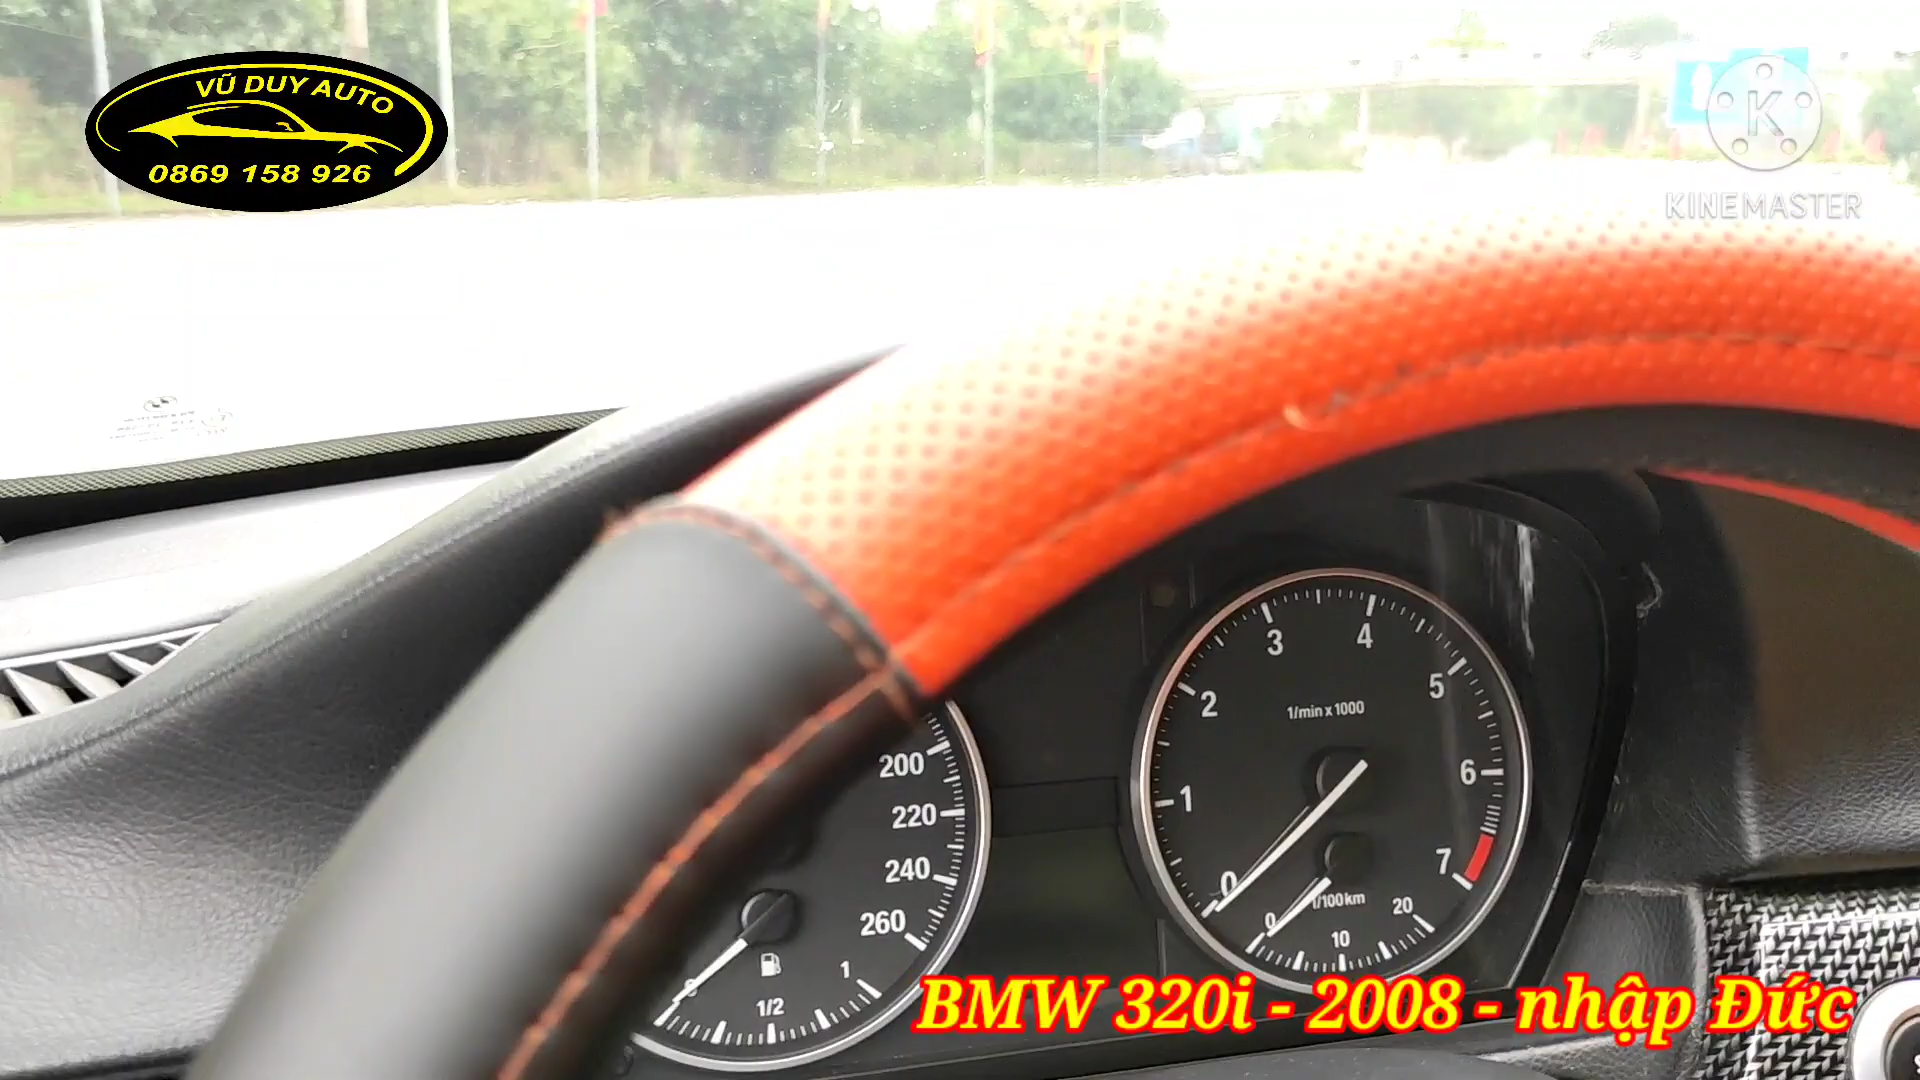 VŨ DUY AUTO
0869 158 926
K
KINEMASTER
3
4
2
5
1/min x 1000
200
1
6
220
240
7
0
260
0
l/100km
20
10
1
0
1/2
BMW 320i - 2008 - nhập Đức